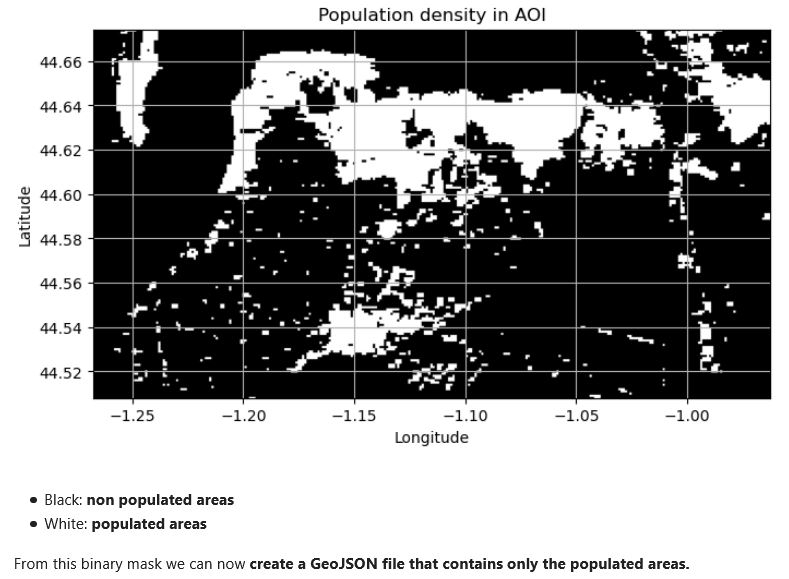 Population density in AOI
44.66
44.64
44.62
44.60
44.58
44.56
44.54
44.52
Latitude
−1.25 −1.20 −1.15 −1.10 −1.05 −1.00
Longitude
• Black: non populated areas
• White: populated areas
From this binary mask we can now create a GeoJSON file that contains only the populated areas.